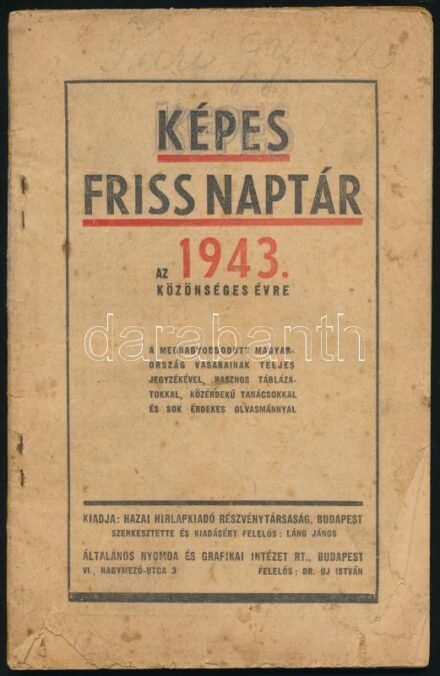 KÉPES
FRISS NAPTÁR
AZ 1943.
KÖZÖNSÉGES ÉVRE
darabanth
A MEGNAGYOBBODOTT MAGYAR-
ORSZÁG VÁSÁRAINAK TELJES
JEGYZÉKÉVEL, HASZNOS TÁBLÁZA-
TOKKAL, KÖZÉRDEKŰ TANÁCSOKKAL
ÉS SOK ÉRDEKES OLVASMÁNNYAL
KIADJA: HAZAI HIRLAPKIADÓ RÉSZVÉNYTÁRSASÁG, BUDAPEST
SZERKESZTETTE ÉS KIADÁSÉRT FELELŐS: LÁNG JÁNOS
ÁLTALÁNOS NYOMDA ÉS GRAFIKAI INTÉZET RT., BUDAPEST
VI. NAGYMEZŐ-UTCA 3 FELELŐS: DR. UJ ISTVÁN